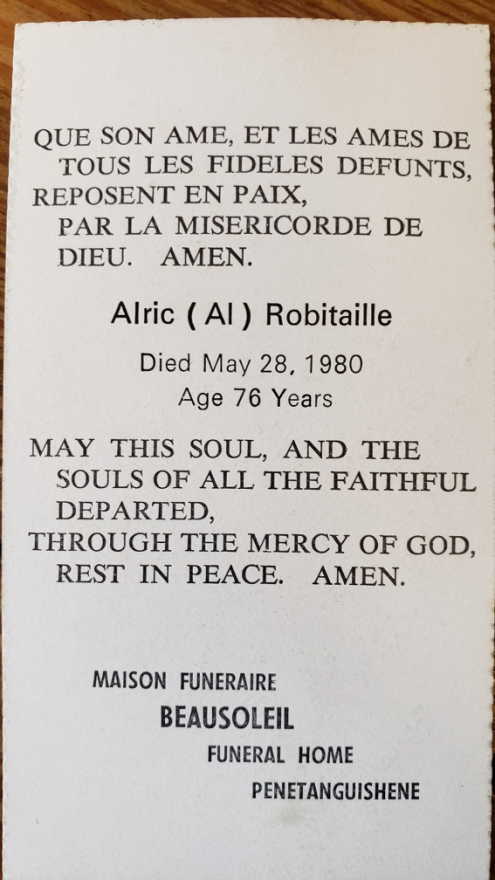 QUE SON AME, ET LES AMES DE
TOUS LES FIDELES DEFUNTS,
REPOSENT EN PAIX,
PAR LA MISERICORDE DE
DIEU. AMEN.
Alric ( Al ) Robitaille
Died May 28, 1980
Age 76 Years
MAY THIS SOUL, AND THE
SOULS OF ALL THE FAITHFUL
DEPARTED,
THROUGH THE MERCY OF GOD,
REST IN PEACE. AMEN.
MAISON FUNERAIRE
BEAUSOLEIL
FUNERAL HOME
PENETANGUISHENE